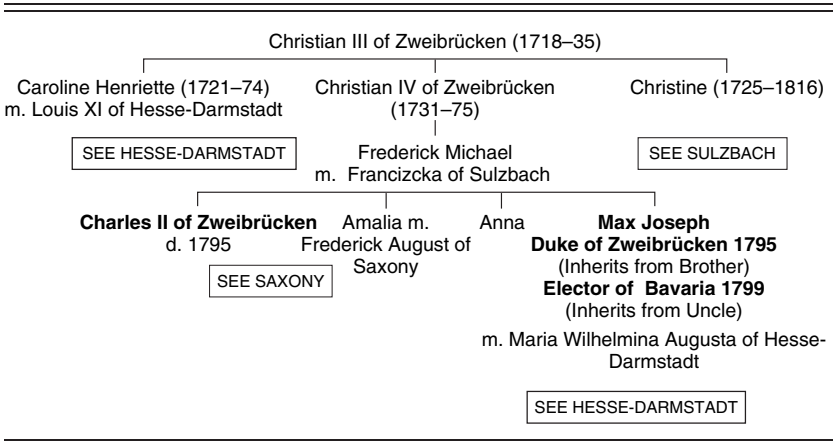 Christian III of Zweibrücken (1718–35)
Caroline Henriette (1721–74)
m. Louis XI of Hesse-Darmstadt
SEE HESSE-DARMSTADT
Christian IV of Zweibrücken
(1731–75)
Christine (1725–1816)
SEE SULZBACH
Frederick Michael
m. Francizcka of Sulzbach
Charles II of Zweibrücken
d. 1795
Amalia m.
Frederick August of
Saxony
SEE SAXONY
Anna
Max Joseph
Duke of Zweibrücken 1795
(Inherits from Brother)
Elector of Bavaria 1799
(Inherits from Uncle)
m. Maria Wilhelmina Augusta of Hesse-
Darmstadt
SEE HESSE-DARMSTADT